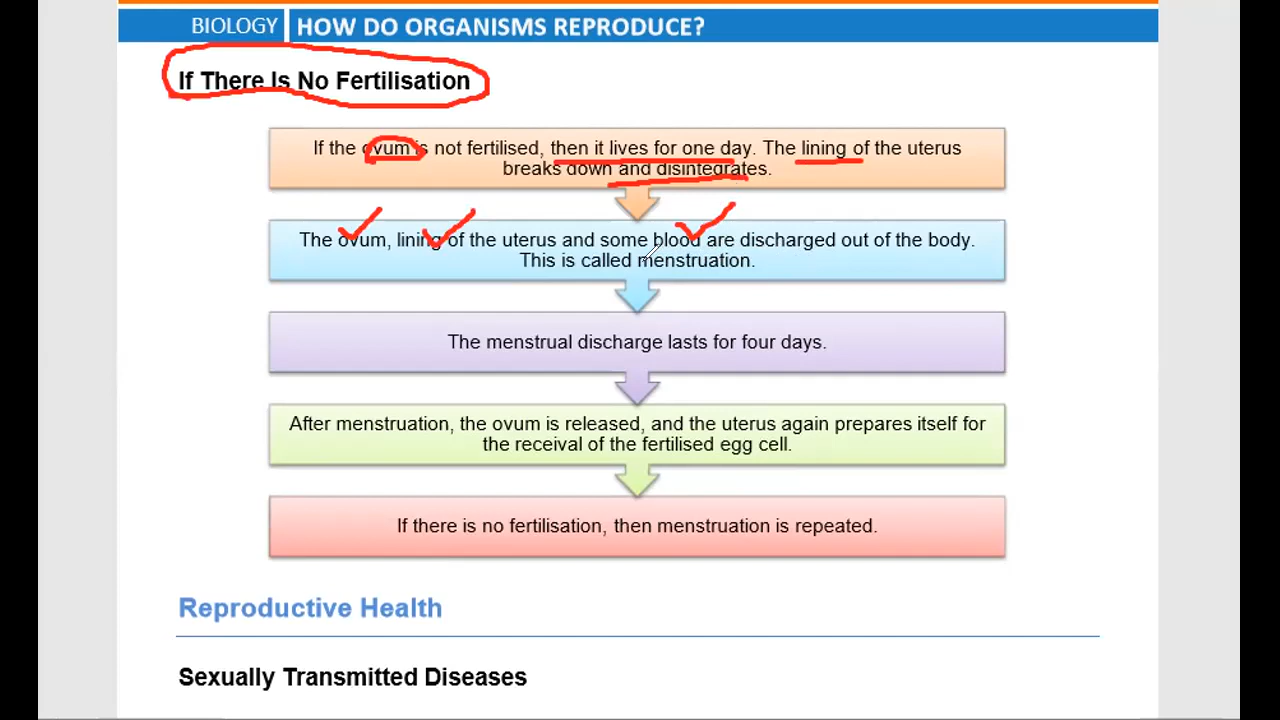 BIOLOGY HOW DO ORGANISMS REPRODUCE?
If There Is No Fertilisation
If the ovum is not fertilised, then it lives for one day. The lining of the uterus
breaks down and disintegrates.
The ovum, lining of the uterus and some blood are discharged out of the body.
This is called menstruation.
The menstrual discharge lasts for four days.
After menstruation, the ovum is released, and the uterus again prepares itself for
the receival of the fertilised egg cell.
If there is no fertilisation, then menstruation is repeated.
Reproductive Health
Sexually Transmitted Diseases